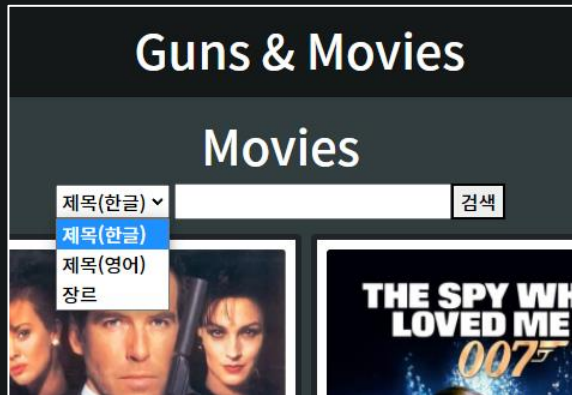 Guns & Movies
Movies
제목(한글) 검색
제목(한글)
제목(영어)
장르
THE SPY WH
LOVED ME
007